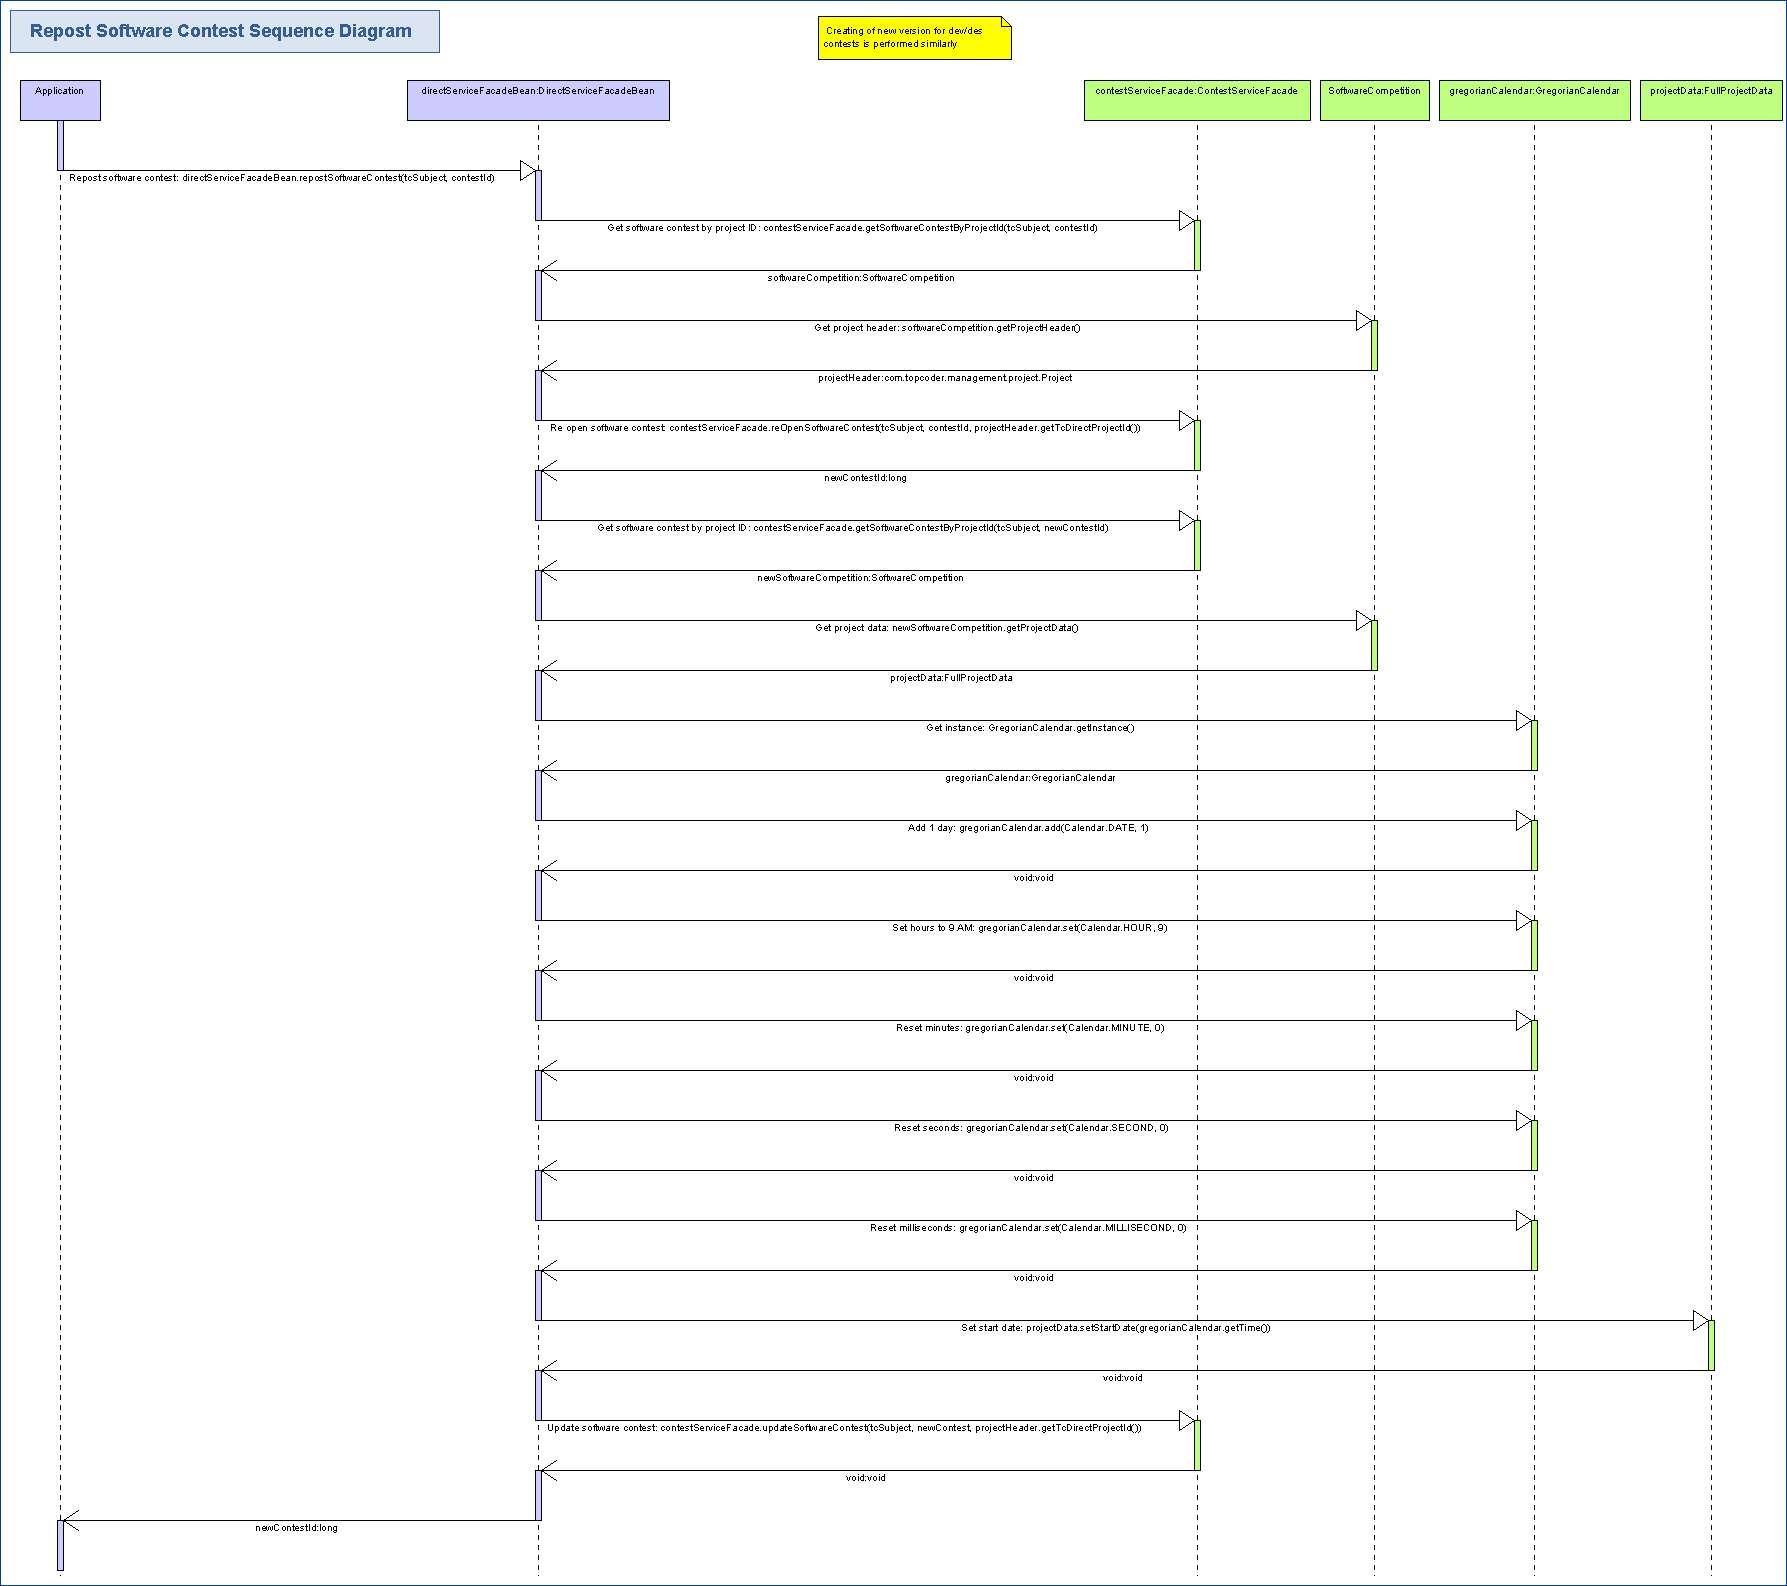 Repost Software Contest Sequence Diagram
Creating of new version for dev/des
contests is performed similarly
Application
directServiceFacadeBean:DirectServiceFacadeBean
contestServiceFacade:ContestServiceFacade
SoftwareCompetition
gregorianCalendar:GregorianCalendar
projectData:FullProjectData
Repost software contest: directServiceFacadeBean.repostSoftwareContest(tcSubject, contestId)
Get software contest by project ID: contestServiceFacade.getSoftwareContestByProjectId(tcSubject, contestId)
softwareCompetition:SoftwareCompetition
Get project header: softwareCompetition.getProjectHeader()
projectHeader:com.topcoder.management.project.Project
Re open software contest: contestServiceFacade.reOpenSoftwareContest(tcSubject, contestId, projectHeader.getTcDirectProjectId())
newContestId:long
Get software contest by project ID: contestServiceFacade.getSoftwareContestByProjectId(tcSubject, newContestId)
newSoftwareCompetition:SoftwareCompetition
Get project data: newSoftwareCompetition.getProjectData()
projectData:FullProjectData
Get instance: GregorianCalendar.getInstance()
gregorianCalendar:GregorianCalendar
Add 1 day: gregorianCalendar.add(Calendar.DATE, 1)
void:void
Set hours to 9 AM: gregorianCalendar.set(Calendar.HOUR, 9)
void:void
Reset minutes: gregorianCalendar.set(Calendar.MINUTE, 0)
void:void
Reset seconds: gregorianCalendar.set(Calendar.SECOND, 0)
void:void
Reset milliseconds: gregorianCalendar.set(Calendar.MILLISECOND, 0)
void:void
Set start date: projectData.setStartDate(gregorianCalendar.getTime())
void:void
Update software contest: contestServiceFacade.updateSoftwareContest(tcSubject, newContest, projectHeader.getTcDirectProjectId())
void:void
newContestId:long